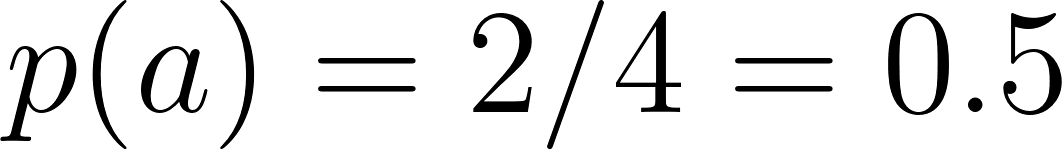 p(a) = 2/4 = 0.5